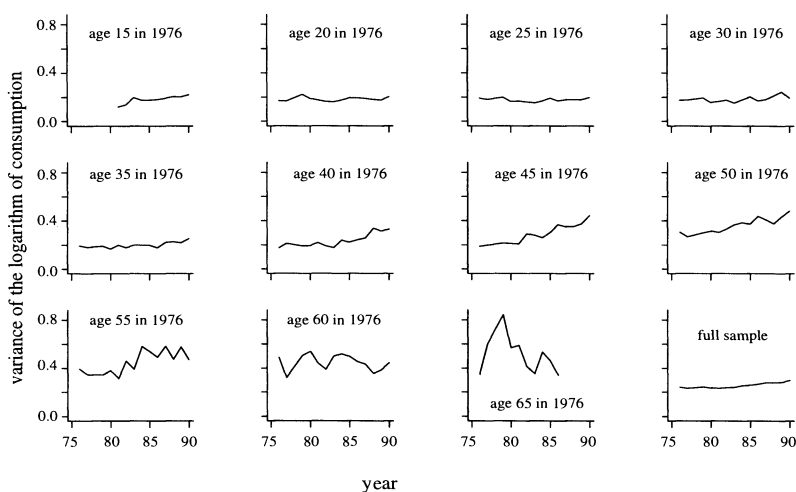 variance of the logarithm of consumption
0.8
0.4
0.0
age 15 in 1976
age 20 in 1976
age 25 in 1976
age 30 in 1976
0.8
0.4
0.0
age 35 in 1976
age 40 in 1976
age 45 in 1976
age 50 in 1976
0.8
0.4
0.0
age 55 in 1976
age 60 in 1976
age 65 in 1976
full sample
75 80 85 90
75 80 85 90
75 80 85 90
75 80 85 90
year